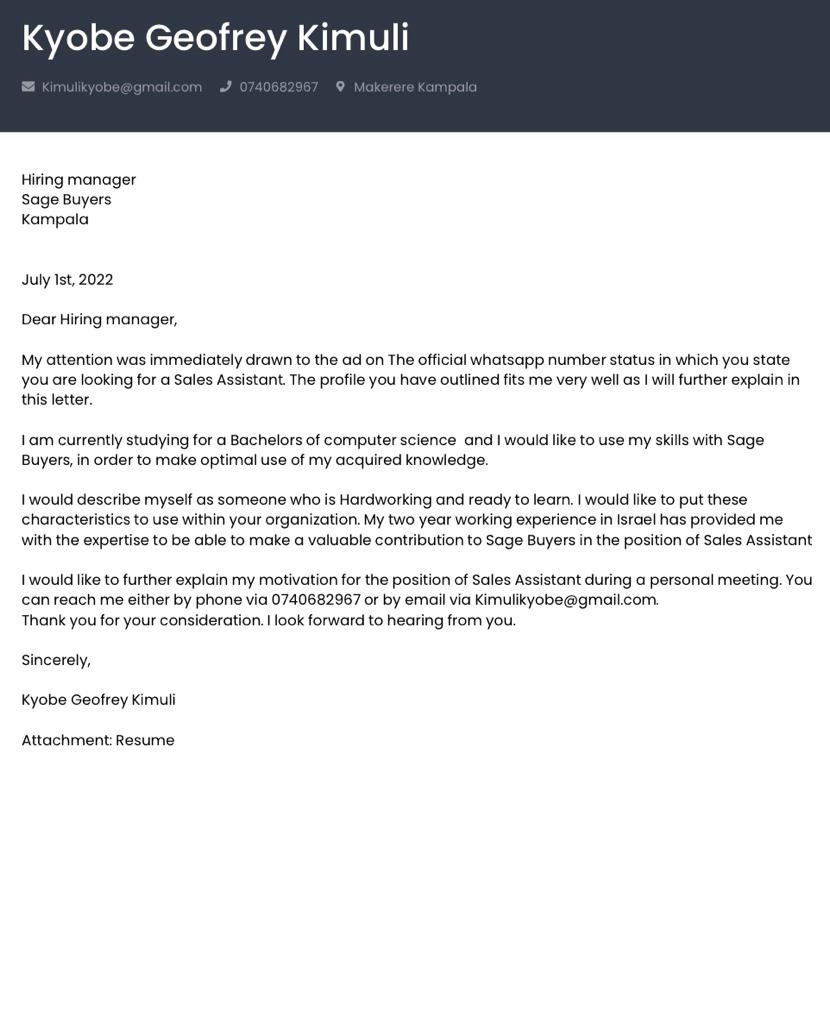 Kyobe Geofrey Kimuli
Kimulikyobe@gmail.com 0740682967 Makerere Kampala
Hiring manager
Sage Buyers
Kampala
July 1st, 2022
Dear Hiring manager,
My attention was immediately drawn to the ad on The official whatsapp number status in which you state
you are looking for a Sales Assistant. The profile you have outlined fits me very well as I will further explain in
this letter.
I am currently studying for a Bachelors of computer science  and I would like to use my skills with Sage
Buyers, in order to make optimal use of my acquired knowledge.
I would describe myself as someone who is Hardworking and ready to learn. I would like to put these
characteristics to use within your organization. My two year working experience in Israel has provided me
with the expertise to be able to make a valuable contribution to Sage Buyers in the position of Sales Assistant
I would like to further explain my motivation for the position of Sales Assistant during a personal meeting. You
can reach me either by phone via 0740682967 or by email via Kimulikyobe@gmail.com.
Thank you for your consideration. I look forward to hearing from you.
Sincerely,
Kyobe Geofrey Kimuli
Attachment: Resume